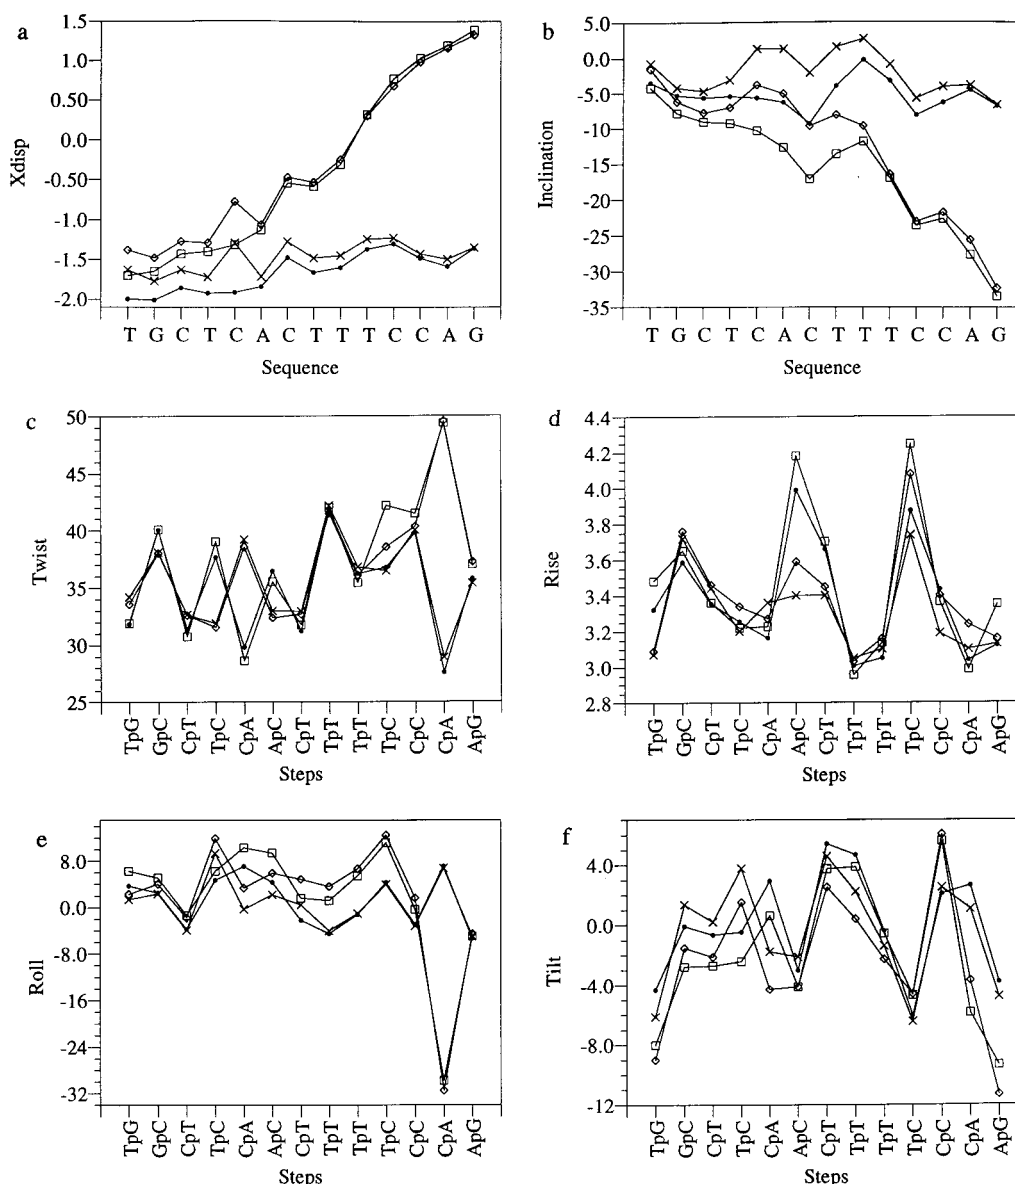 a
1.5
1.0
0.50
0.0
-0.50
-1.0
-1.5
-2.0
Xdisp
T G C T C A C T T T C C A G
Sequence
b
5.0
0.0
-5.0
-10
-15
-20
-25
-30
-35
Inclination
T G C T C A C T T T C C A G
Sequence
c
50
45
40
35
30
25
Twist
TpG GpC CpT TpC CpA ApC CpT TpT TpT TpC CpC CpA ApG
Steps
d
4.4
4.2
4.0
3.8
3.6
3.4
3.2
3.0
2.8
Rise
TpG GpC CpT TpC CpA ApC CpT TpT TpT TpC CpC CpA ApG
Steps
e
8.0
0.0
-8.0
-16
-24
-32
Roll
TpG GpC CpT TpC CpA ApC CpT TpT TpT TpC CpC CpA ApG
Steps
f
4.0
0.0
-4.0
-8.0
-12
Tilt
TpG GpC CpT TpC CpA ApC CpT TpT TpT TpC CpC CpA ApG
Steps